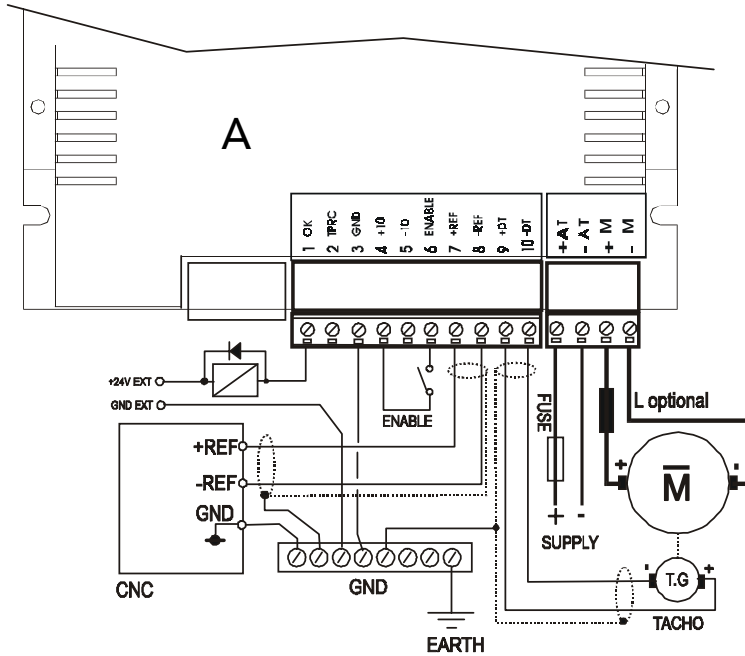 A
1 OK
2 TPRC
3 GND
4 +10
5 -10
6 ENABLE
7 +REF
8 -REF
9 +DT
10 -DT
+AT
- AT
+ M
- M
+24V EXT
GND EXT
ENABLE
FUSE
L optional
+REF
-REF
GND
CNC
+ -
SUPPLY
+ M -
GND
EARTH
- T.G +
TACHO